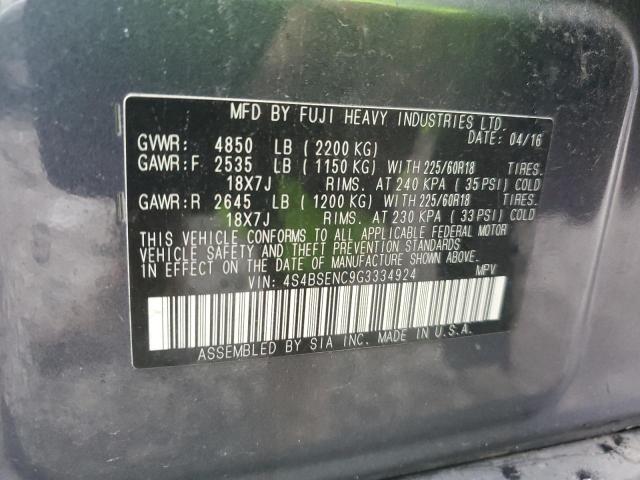 MFD BY FUJI HEAVY INDUSTRIES LTD.
DATE: 04/16
GVWR: 4850 LB ( 2200 KG)
GAWR: F 2535 LB ( 1150 KG) WITH 225/60R18 TIRES.
18X7J RIMS. AT 240 KPA ( 35 PSI) COLD
GAWR: R 2645 LB ( 1200 KG) WITH 225/60R18 TIRES.
18X7J RIMS. AT 230 KPA ( 33 PSI) COLD
THIS VEHICLE CONFORMS TO ALL APPLICABLE FEDERAL MOTOR
VEHICLE SAFETY AND THEFT PREVENTION STANDARDS
IN EFFECT ON THE DATE OF MANUFACTURE SHOWN ABOVE.
VIN: 4S4BSENC9G3334924 MPV
ASSEMBLED BY SIA INC. MADE IN U.S.A.